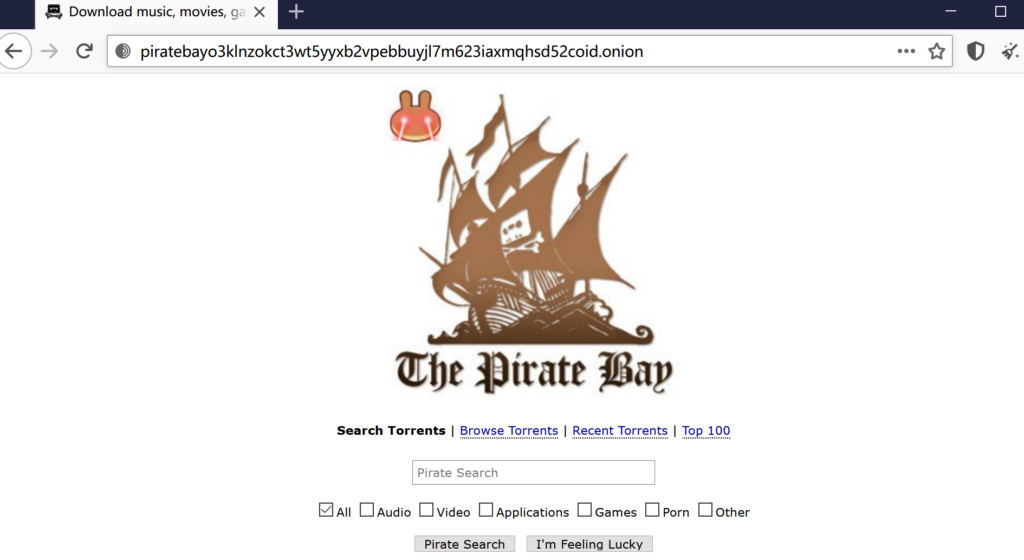 Download music, movies, ga
piratebayo3klnzokct3wt5yyxb2vpebbuyjl7m623iaxmqhsd52coid.onion
The Pirate Bay
Search Torrents | Browse Torrents | Recent Torrents | Top 100
Pirate Search
All Audio Video Applications Games Porn Other
Pirate Search I'm Feeling Lucky